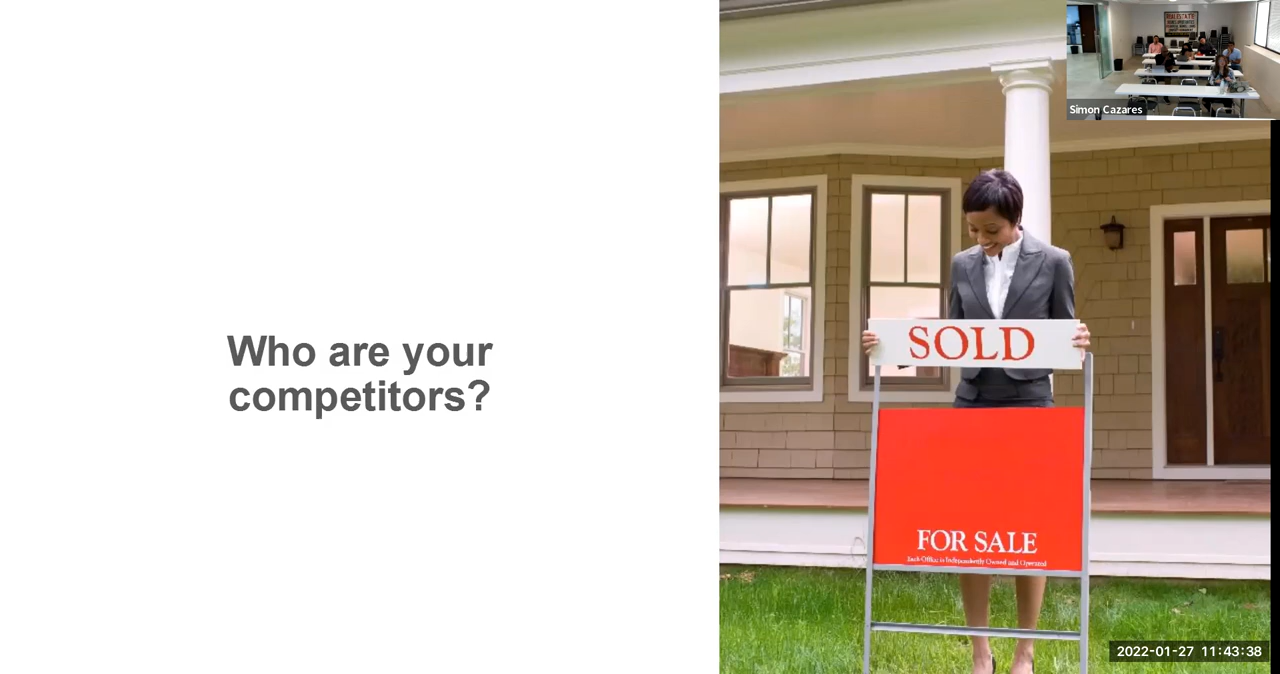 Who are your
competitors?
Simon Cazares
SOLD
FOR SALE
Each Office is Independently Owned and Operated
2022-01-27 11:43:38